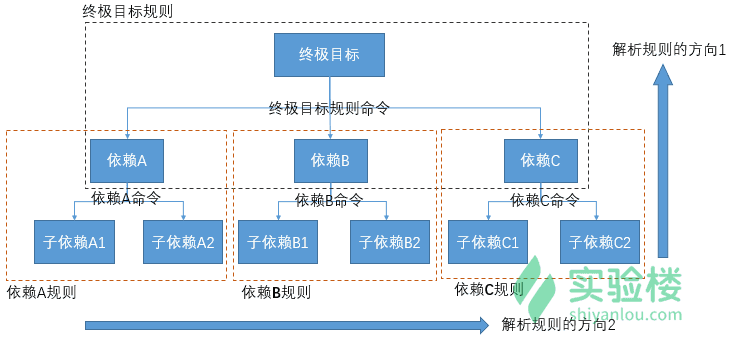 终极目标规则
终极目标
解析规则的方向1
终极目标规则命令
依赖A
依赖B
依赖C
依赖A命令
依赖B命令
依赖C命令
子依赖A1
子依赖A2
子依赖B1
子依赖B2
子依赖C1
子依赖C2
依赖A规则
依赖B规则
依赖C规则
实验楼
shiyanlou.com
解析规则的方向2